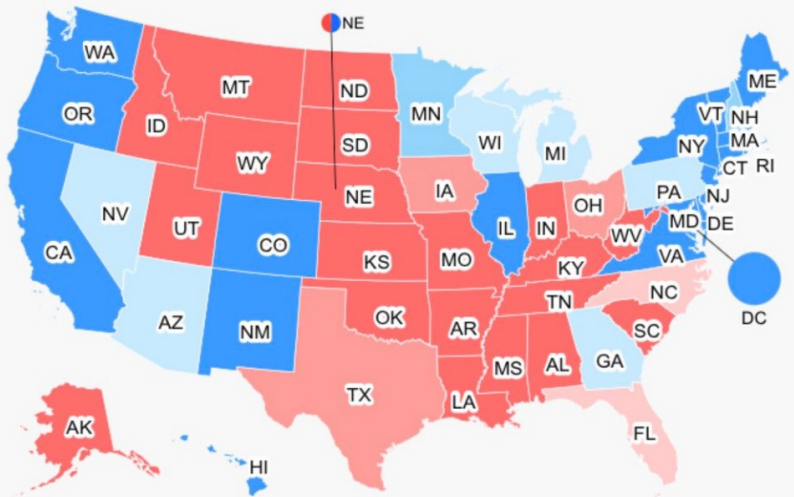 NE
WA
ME
MT
ND
VT
OR
MN
NH
ID
SD
WI
MA
NY
MI
WY
RI
CT
IA
NE
PA
NJ
NV
OH
MD
DE
UT
IL
IN
CO
WV
CA
KS
MO
VA
KY
NC
TN
DC
AZ
OK
NM
AR
SC
GA
MS
AL
TX
LA
AK
FL
HI